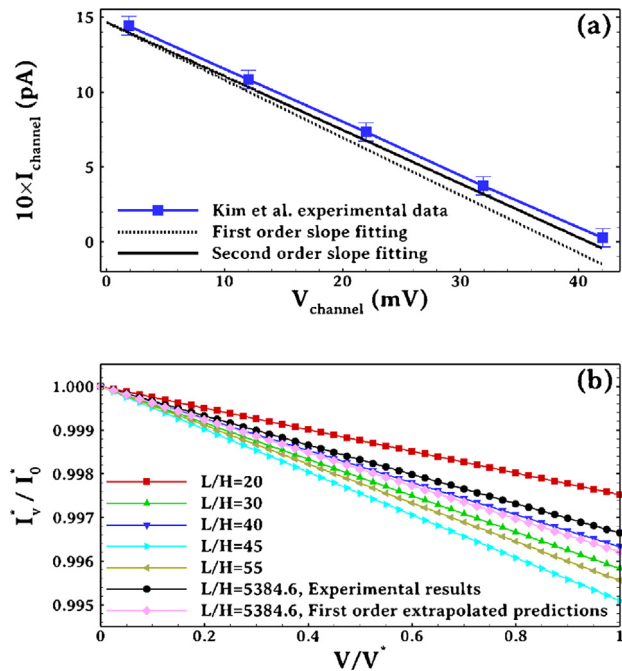 (a)
15
10
5
0
10×I_channel (pA)
Kim et al. experimental data
First order slope fitting
Second order slope fitting
0 10 20 30 40
V_channel (mV)
(b)
1.000
0.999
0.998
0.997
0.996
0.995
I*_v / I*_0
L/H=20
L/H=30
L/H=40
L/H=45
L/H=55
L/H=5384.6, Experimental results
L/H=5384.6, First order extrapolated predictions
0 0.2 0.4 0.6 0.8 1
V/V*